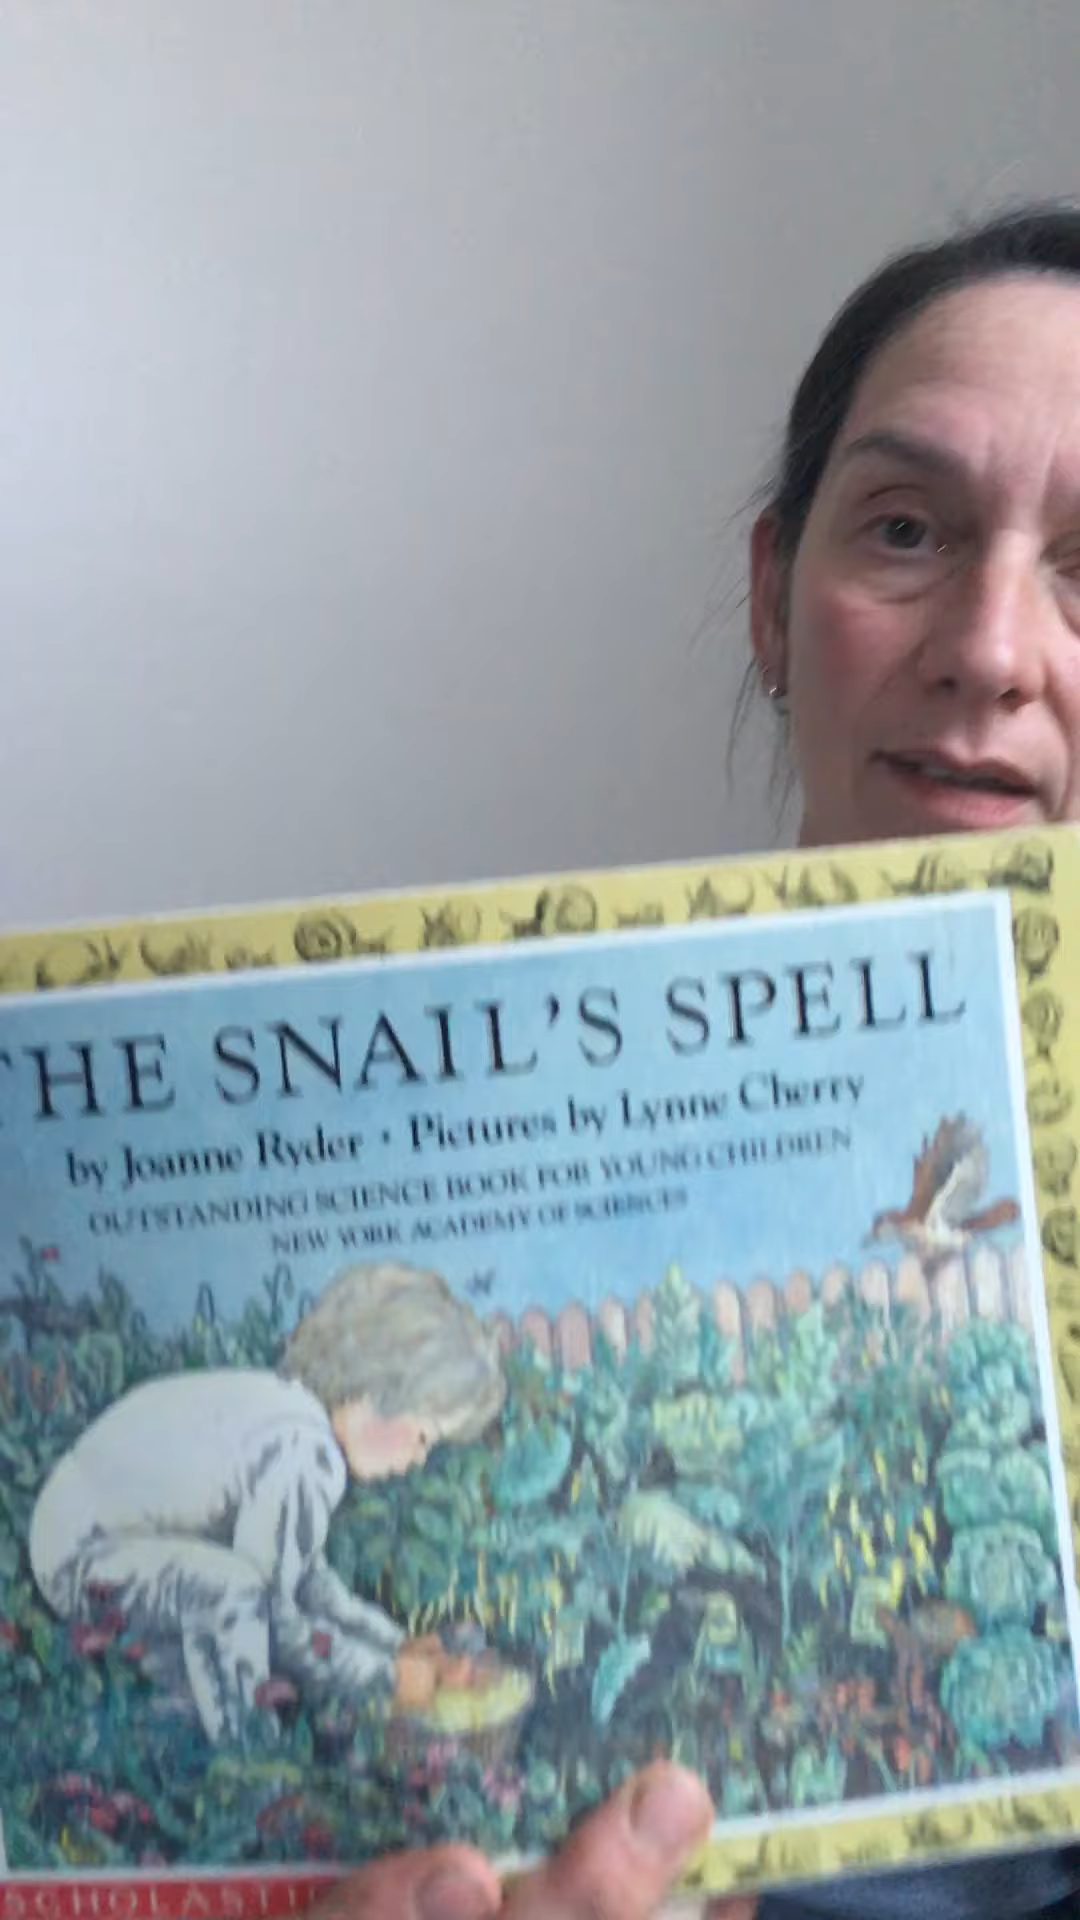 THE SNAIL'S SPELL
by Joanne Ryder • Pictures by Lynne Cherry
OUTSTANDING SCIENCE BOOK FOR YOUNG CHILDREN
NEW YORK ACADEMY OF SCIENCES
SCHOLASTIC